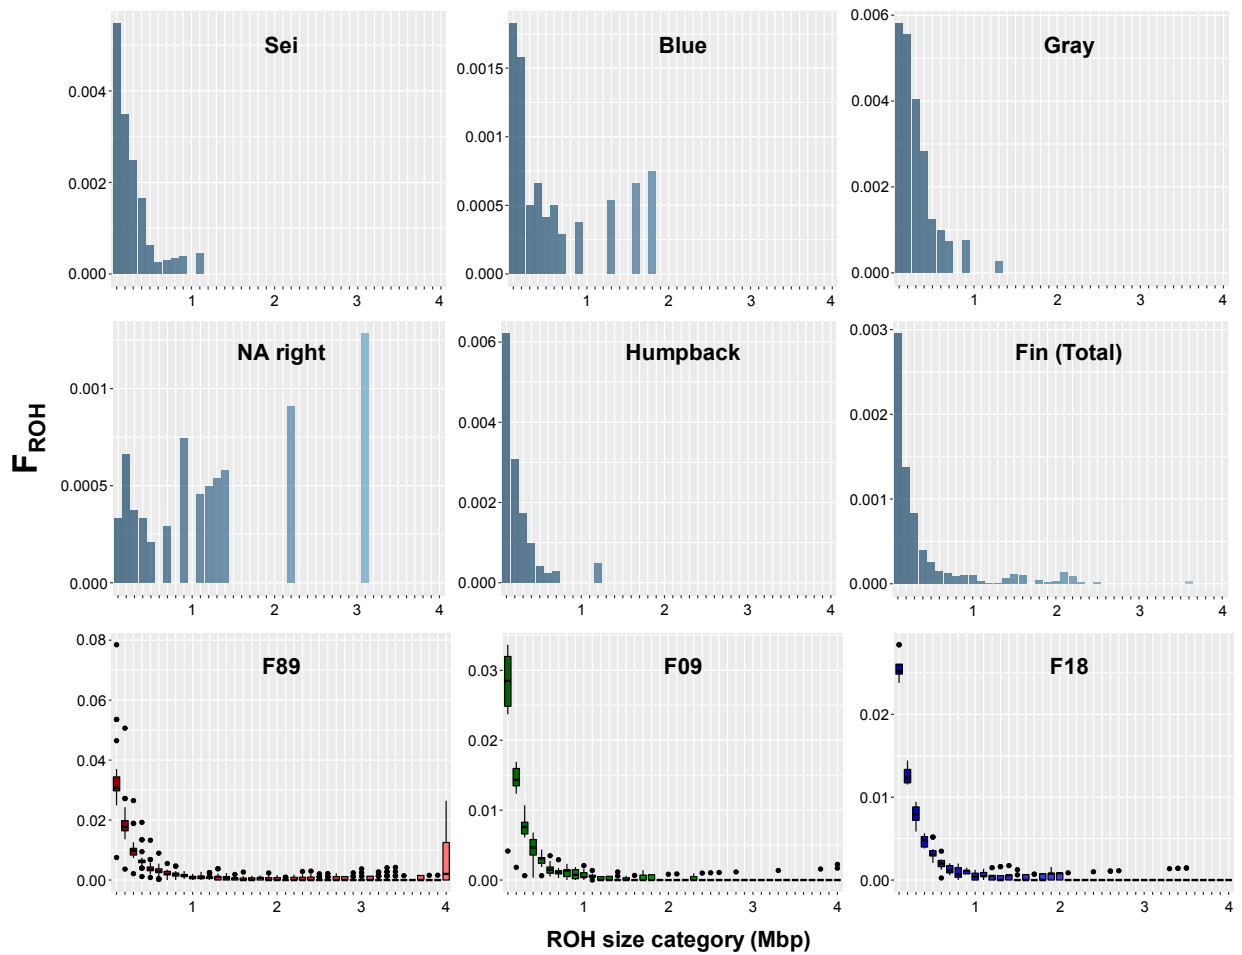 Sei
Blue
Gray
0.004
0.002
0.000
1 2 3 4
0.0015
0.001
0.0005
0.000
1 2 3 4
0.006
0.004
0.002
0.000
1 2 3 4
NA right
Humpback
Fin (Total)
0.001
0.0005
0.000
1 2 3 4
0.006
0.004
0.002
0.000
1 2 3 4
0.003
0.002
0.001
0.000
1 2 3 4
FROH
F89
F09
F18
0.08
0.06
0.04
0.02
0.00
1 2 3 4
0.03
0.02
0.01
0.00
1 2 3 4
0.02
0.01
0.00
1 2 3 4
ROH size category (Mbp)